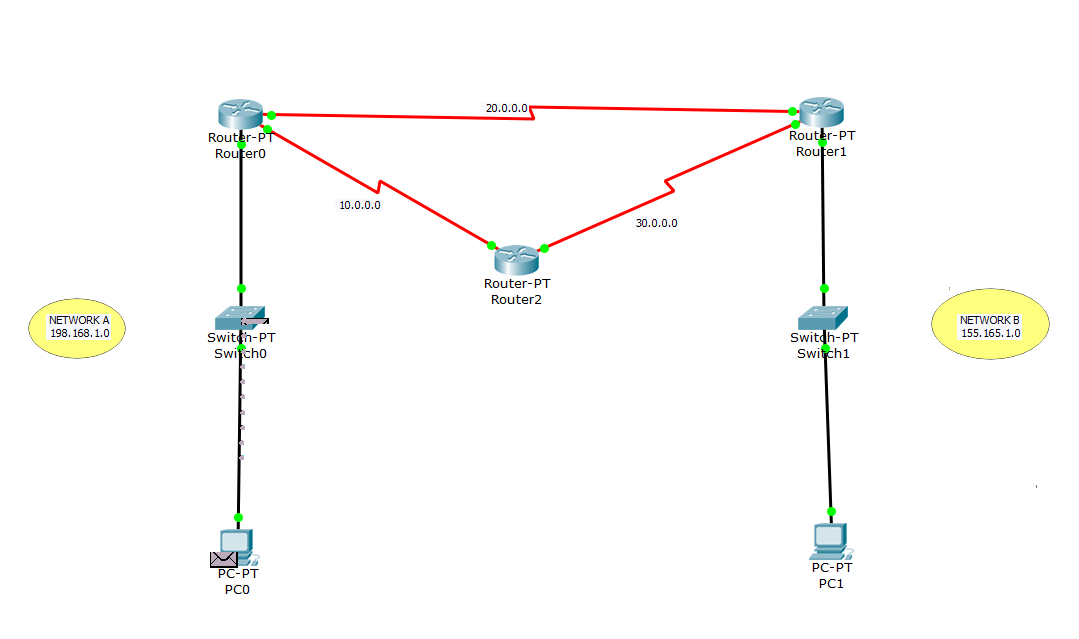 20.0.0.0
Router-PT
Router0
Router-PT
Router1
10.0.0.0
30.0.0.0
Router-PT
Router2
NETWORK A
198.168.1.0
NETWORK B
155.165.1.0
Switch-PT
Switch0
Switch-PT
Switch1
PC-PT
PC0
PC-PT
PC1